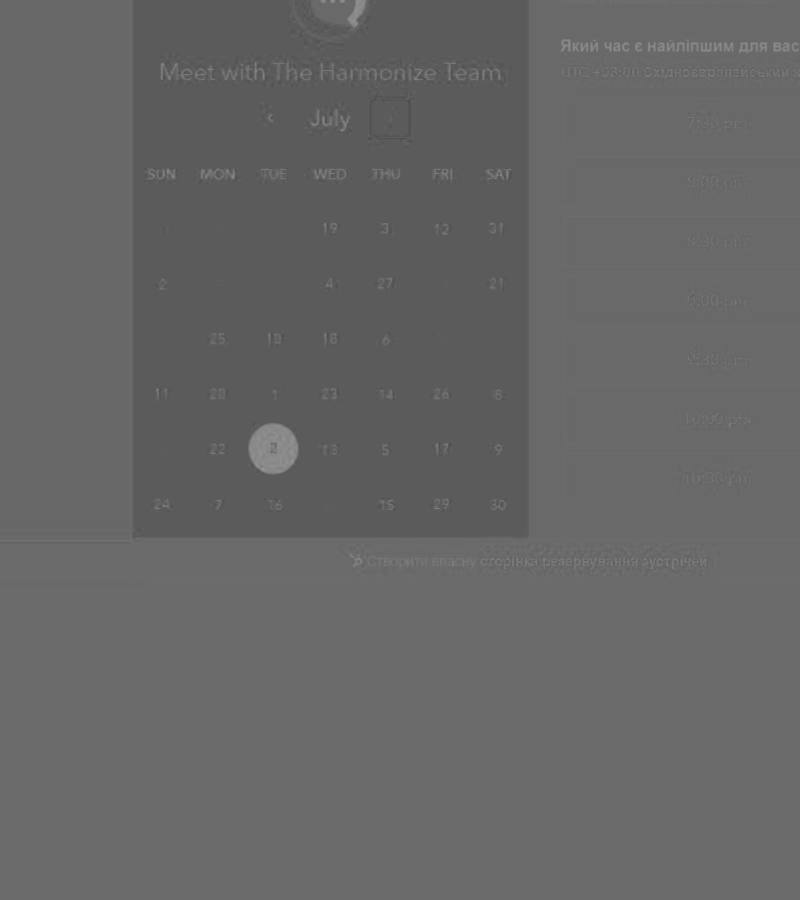 Який час є найліпшим для вас
Meet with The Harmonize Team
UTC +03:00 Східноєвропейський
July
7:30 pm
SUN MON TUE WED THU FRI SAT
8:00 pm
19 3 12 31
8:30 pm
2 4 27 21
9:00 pm
25 18 6
9:30 pm
11 28 1 23 14 26 8
10:00 pm
22 2 13 5 17 9
10:30 pm
24 7 16 15 29 30
Створити власну сторінка резервування зустрічей